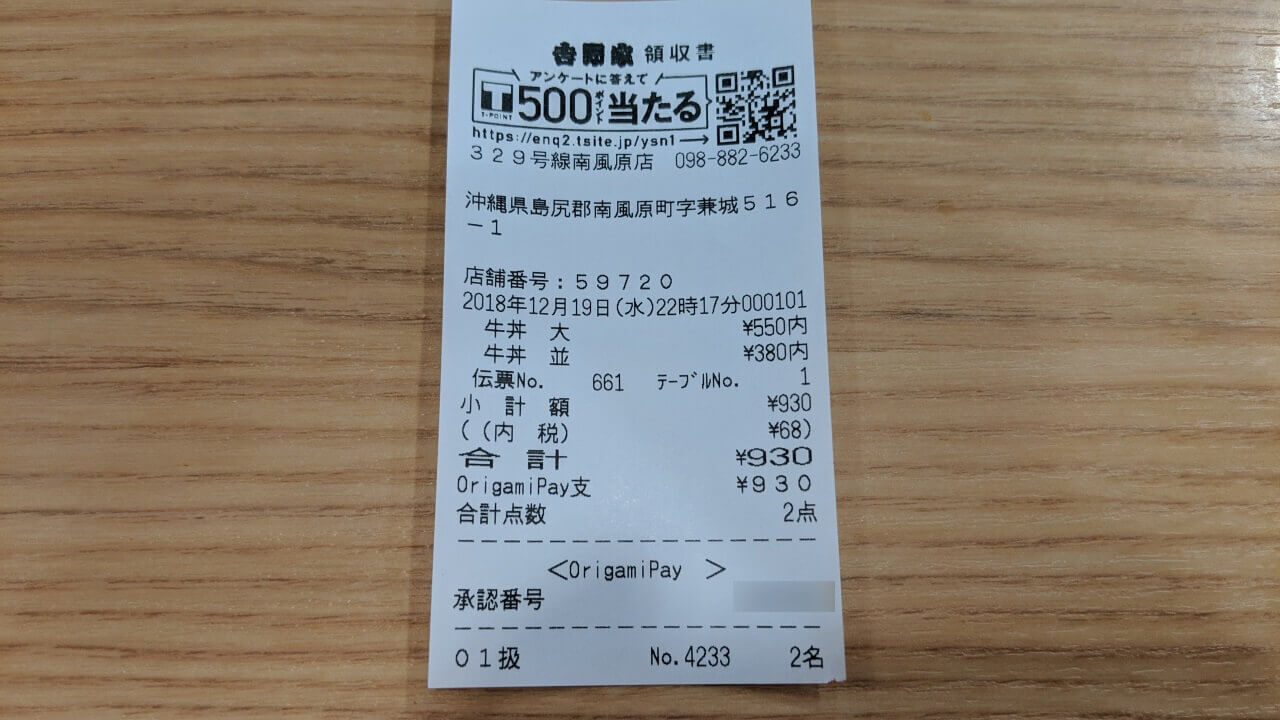 吉野家 領収書
アンケートに答えて
T-POINT 500ポイント当たる
https://enq2.tsite.jp/ysn1→
３２９号線南風原店 098-882-6233
沖縄県島尻郡南風原町字兼城５１６
－１
店舗番号：５９７２０
2018年12月19日(水)22時17分000101
牛丼 大 ¥550内
牛丼 並 ¥380内
伝票No. 661 ﾃｰﾌﾞﾙNo. 1
小 計 額 ¥930
( (内 税) ¥68)
合 計 ¥930
OrigamiPay支 ¥９３０
合計点数 2点
<OrigamiPay >
承認番号
０１扱 No.4233 2名